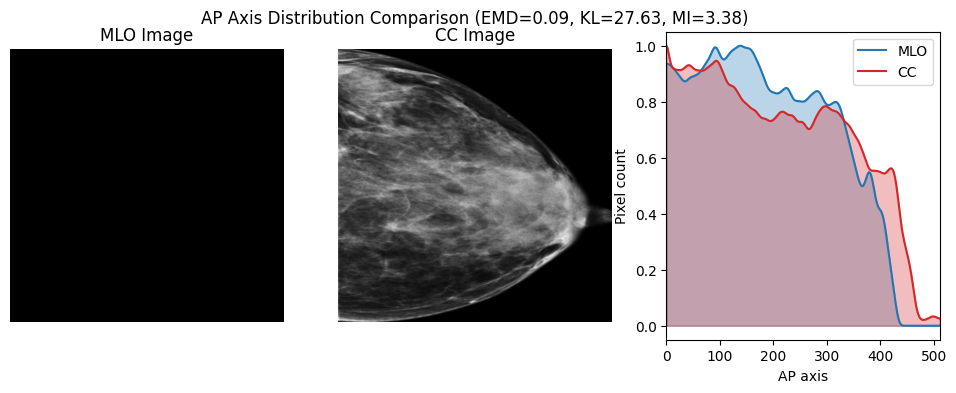 AP Axis Distribution Comparison (EMD=0.09, KL=27.63, MI=3.38)
MLO Image
CC Image
MLO
CC
Pixel count
1.0
0.8
0.6
0.4
0.2
0.0
0 100 200 300 400 500
AP axis